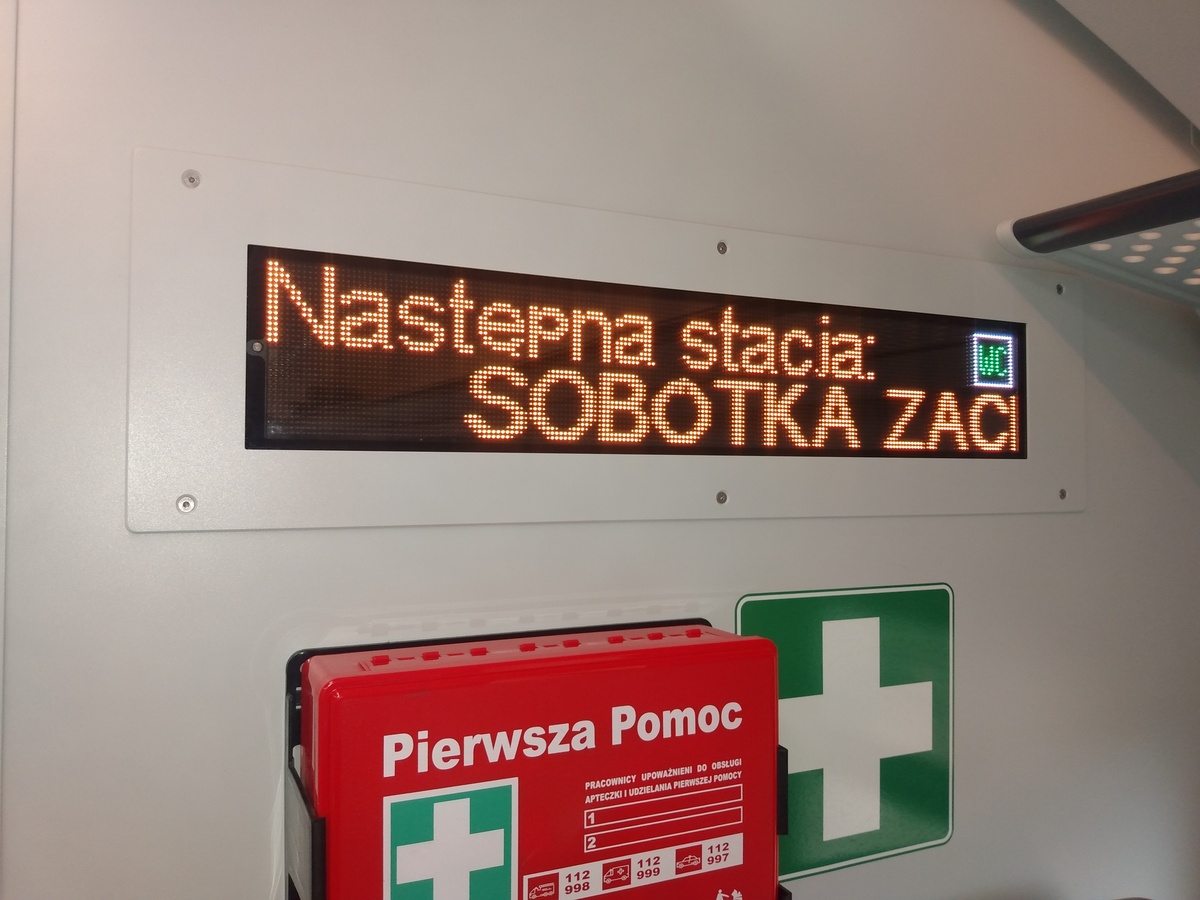 Następna stacja:
WC
SOBOTKA ZAC
Pierwsza Pomoc
PRACOWNICY UPOWAŻNIENI DO OBSŁUGI
APTECZKI I UDZIELANIA PIERWSZEJ POMOCY
1
2
112
998
112
999
112
997